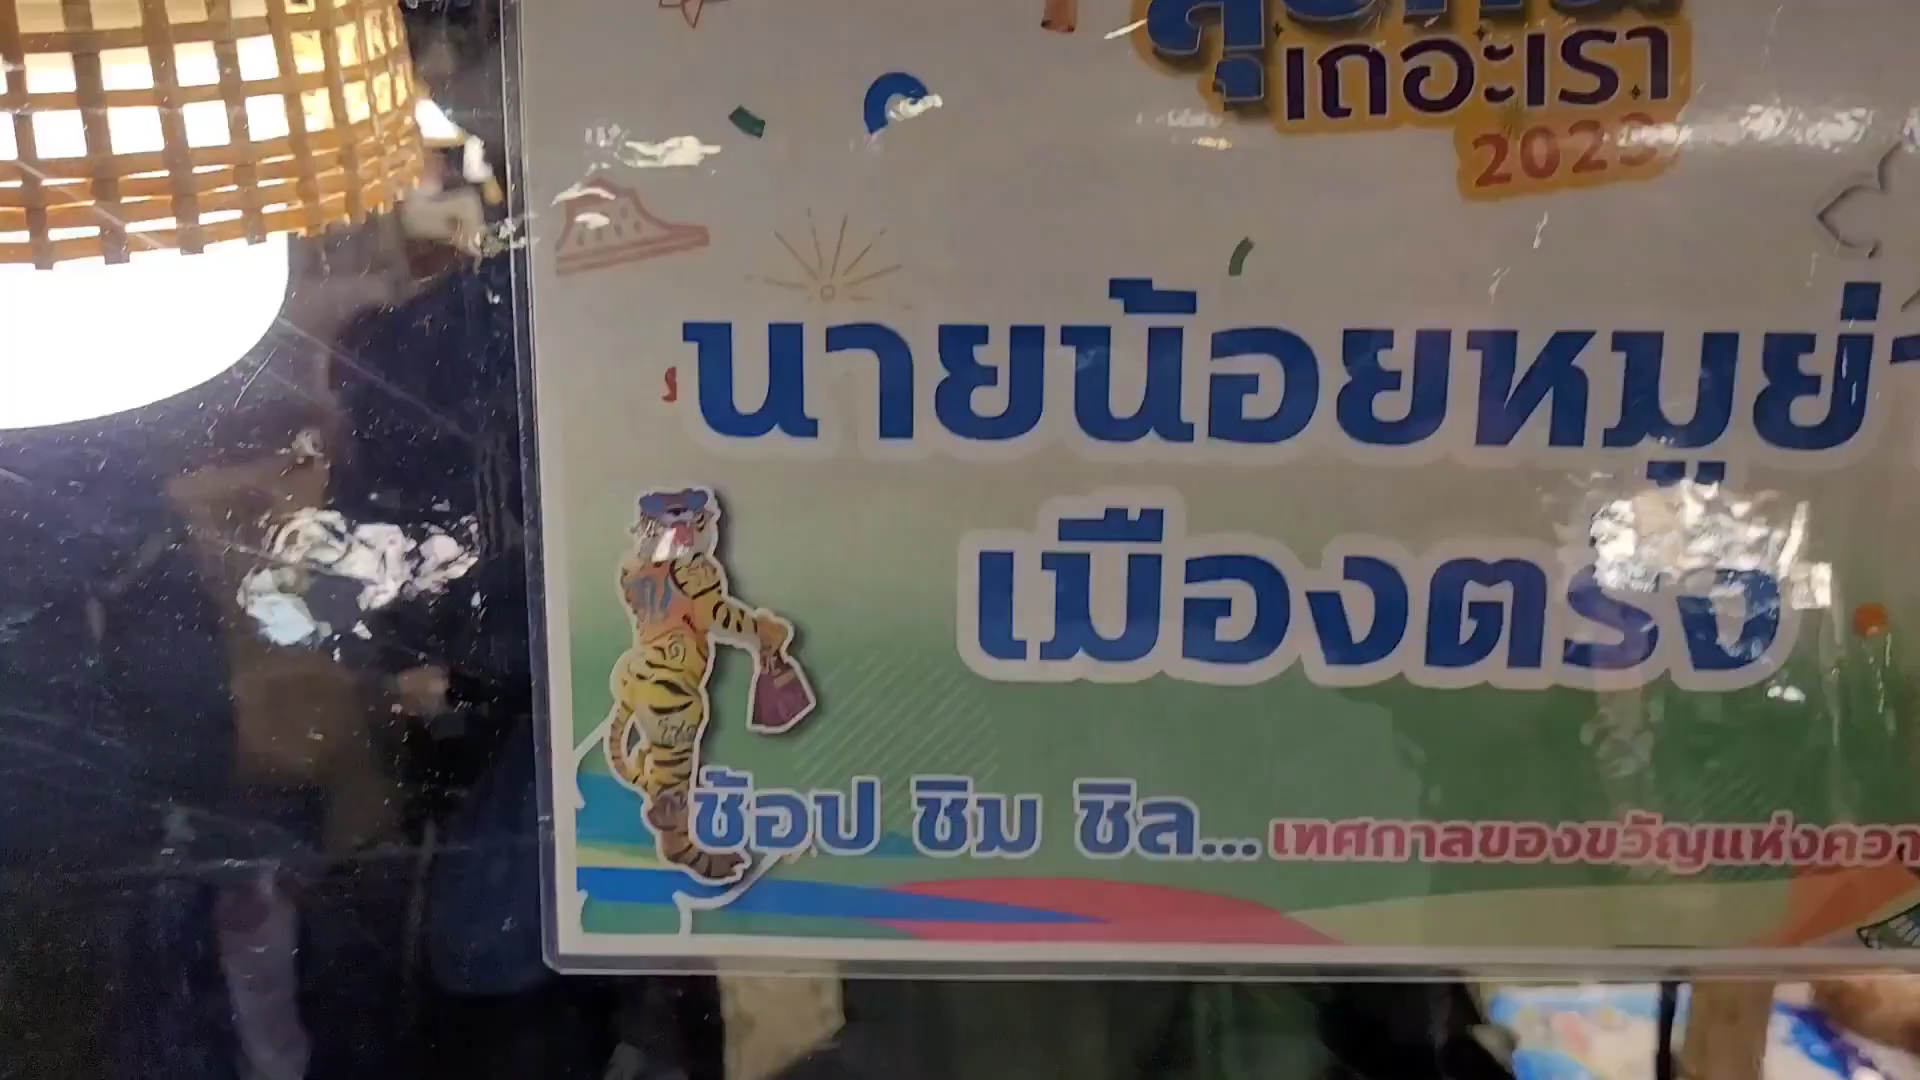 เถอะเรา
2023
นายน้อยหมูย่
เมืองตรัง
ช้อป ชิม ชิล...เทศกาลของขวัญแห่งควา